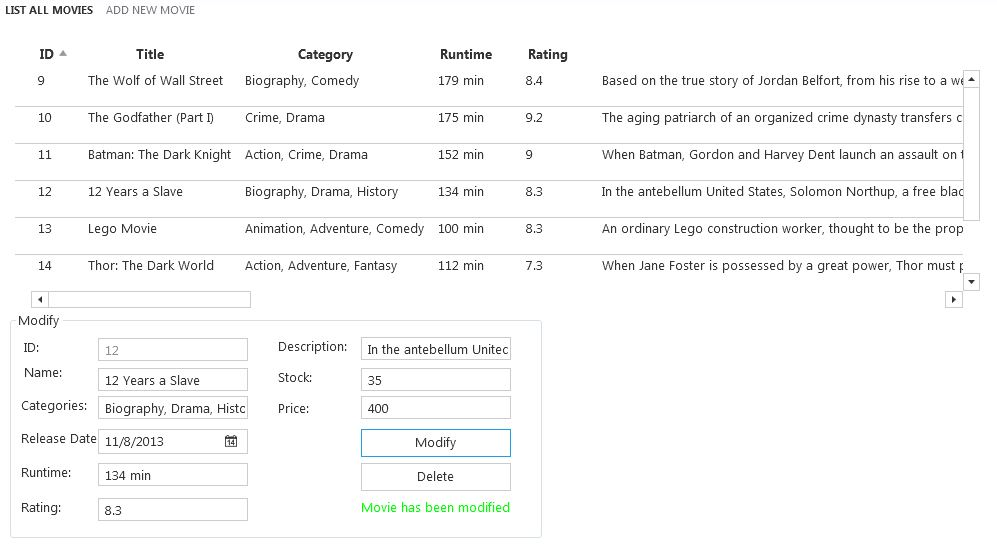 LIST ALL MOVIES ADD NEW MOVIE
ID Title Category Runtime Rating
9 The Wolf of Wall Street Biography, Comedy 179 min 8.4 Based on the true story of Jordan Belfort, from his rise to a we
10 The Godfather (Part I) Crime, Drama 175 min 9.2 The aging patriarch of an organized crime dynasty transfers c
11 Batman: The Dark Knight Action, Crime, Drama 152 min 9 When Batman, Gordon and Harvey Dent launch an assault on t
12 12 Years a Slave Biography, Drama, History 134 min 8.3 In the antebellum United States, Solomon Northup, a free blac
13 Lego Movie Animation, Adventure, Comedy 100 min 8.3 An ordinary Lego construction worker, thought to be the prop
14 Thor: The Dark World Action, Adventure, Fantasy 112 min 7.3 When Jane Foster is possessed by a great power, Thor must p
Modify
ID: 12 Description: In the antebellum Unitec
Name: 12 Years a Slave Stock: 35
Categories: Biography, Drama, Histc Price: 400
Release Date 11/8/2013 14 Modify
Runtime: 134 min Delete
Rating: 8.3 Movie has been modified